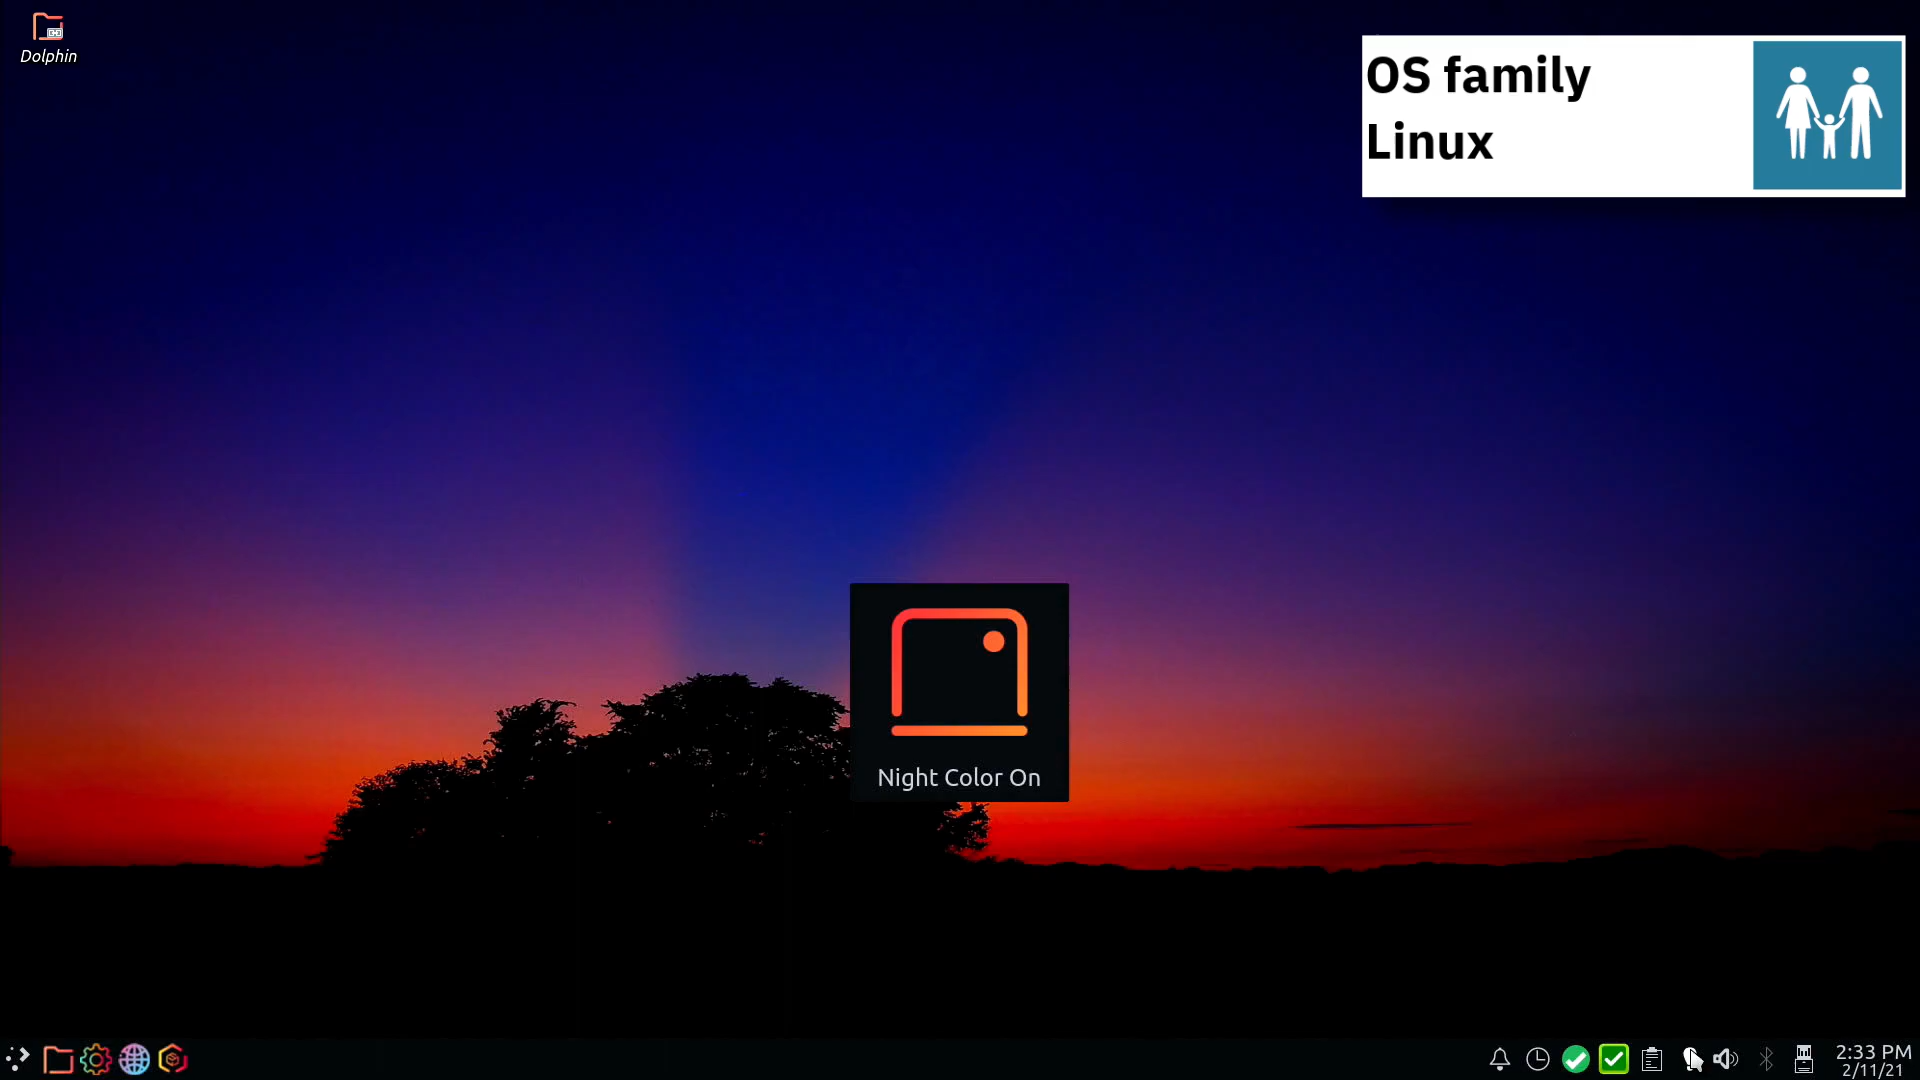 Dolphin
OS family
Linux
Night Color On
2:33 PM
2/11/21